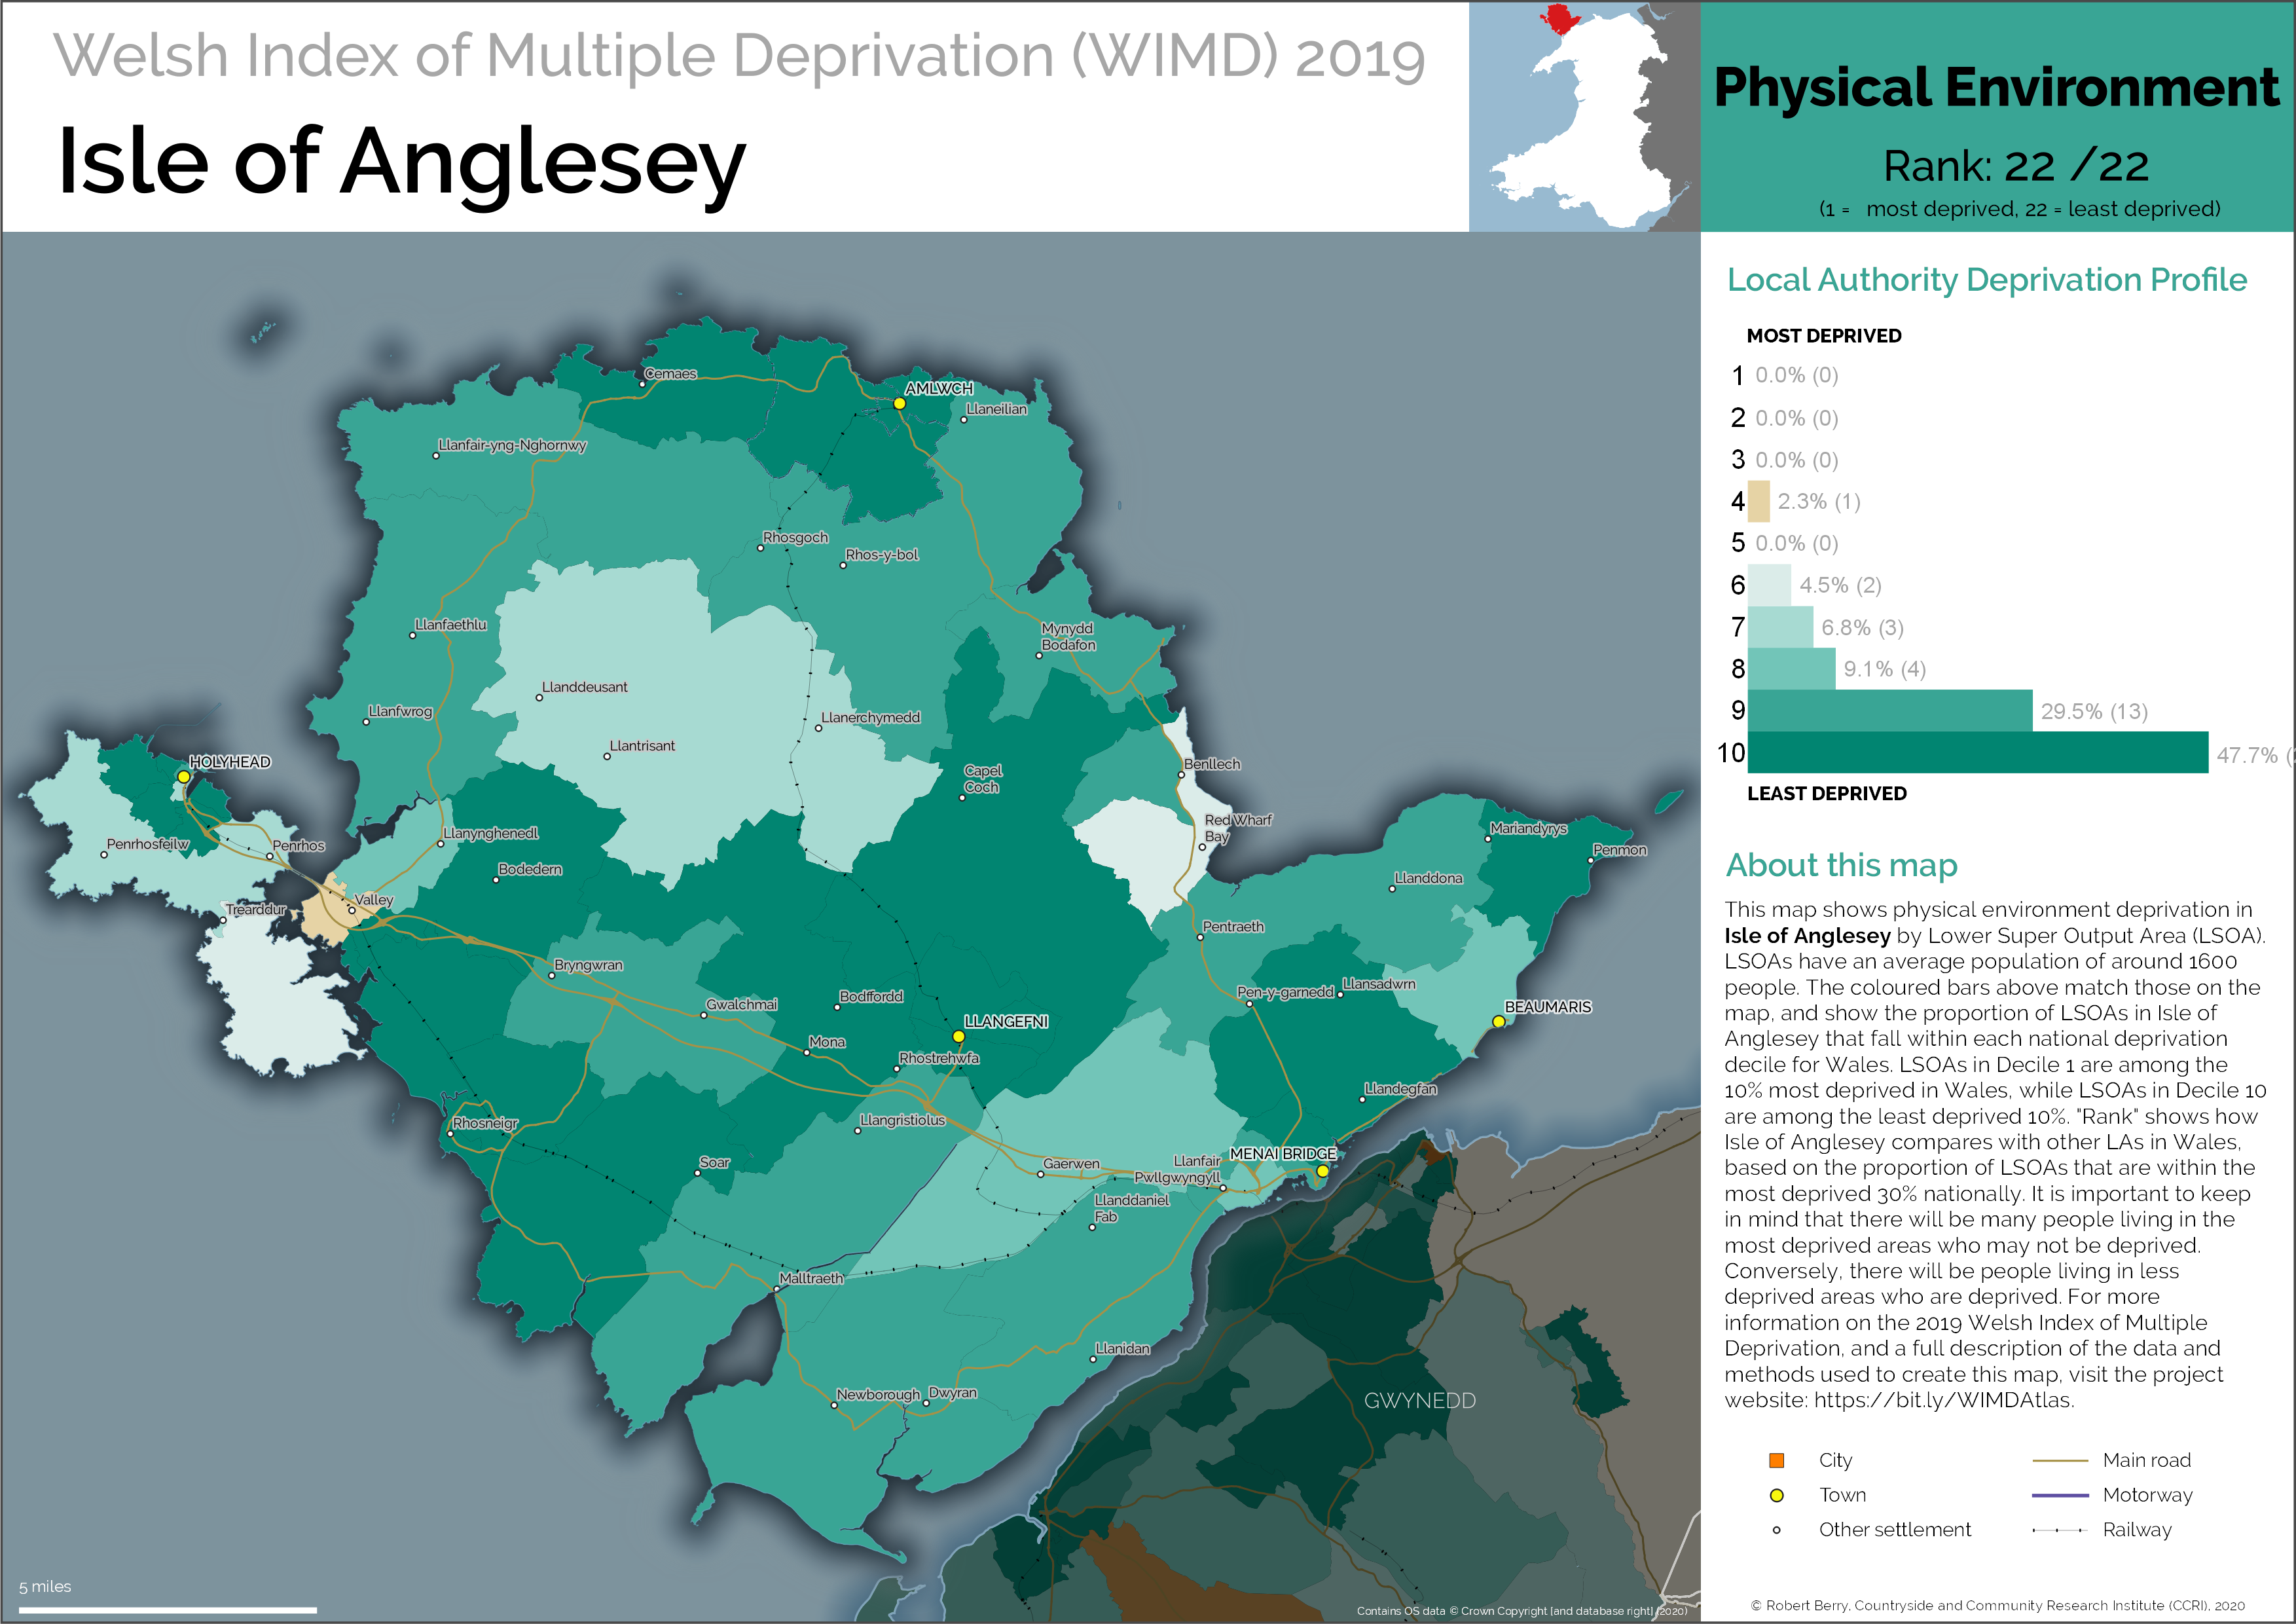 Welsh Index of Multiple Deprivation (WIMD) 2019
Isle of Anglesey
Physical Environment
Rank: 22 /22
(1 = most deprived, 22 = least deprived)
Cemaes
AMLWCH
Llaneilian
Llanfair-yng-Nghornwy
Rhosgoch
Rhos-y-bol
Llanfaethlu
Mynydd
Bodafon
Llanddeusant
Llanfwrog
Llanerchymedd
Llantrisant
HOLYHEAD
Capel
Coch
Benllech
Red Wharf
Bay
Mariandyrys
Penmon
Llanynghenedl
Penrhosfeilw
Penrhos
Bodedern
Llanddona
Valley
Trearddur
Pentraeth
Bryngwran
Llansadwrn
Pen-y-garnedd
Gwalchmai
Bodffordd
BEAUMARIS
LLANGEFNI
Mona
Rhostrehwfa
Llandegfan
Rhosneigr
Llangristiolus
MENAI BRIDGE
Soar
Gaerwen
Llanfair
Pwllgwyngyll
Llanddaniel
Fab
Malltraeth
Llanidan
Newborough
Dwyran
GWYNEDD
5 miles
Contains OS data © Crown Copyright [and database right] (2020)
Local Authority Deprivation Profile
MOST DEPRIVED
1 0.0% (0)
2 0.0% (0)
3 0.0% (0)
4 2.3% (1)
5 0.0% (0)
6 4.5% (2)
7 6.8% (3)
8 9.1% (4)
9 29.5% (13)
10 47.7% (
LEAST DEPRIVED
About this map
This map shows physical environment deprivation in
Isle of Anglesey by Lower Super Output Area (LSOA).
LSOAs have an average population of around 1600
people. The coloured bars above match those on the
map, and show the proportion of LSOAs in Isle of
Anglesey that fall within each national deprivation
decile for Wales. LSOAs in Decile 1 are among the
10% most deprived in Wales, while LSOAs in Decile 10
are among the least deprived 10%. "Rank" shows how
Isle of Anglesey compares with other LAs in Wales,
based on the proportion of LSOAs that are within the
most deprived 30% nationally. It is important to keep
in mind that there will be many people living in the
most deprived areas who may not be deprived.
Conversely, there will be people living in less
deprived areas who are deprived. For more
information on the 2019 Welsh Index of Multiple
Deprivation, and a full description of the data and
methods used to create this map, visit the project
website: https://bit.ly/WIMDAtlas.
City
Town
Other settlement
Main road
Motorway
Railway
© Robert Berry, Countryside and Community Research Institute (CCRI), 2020